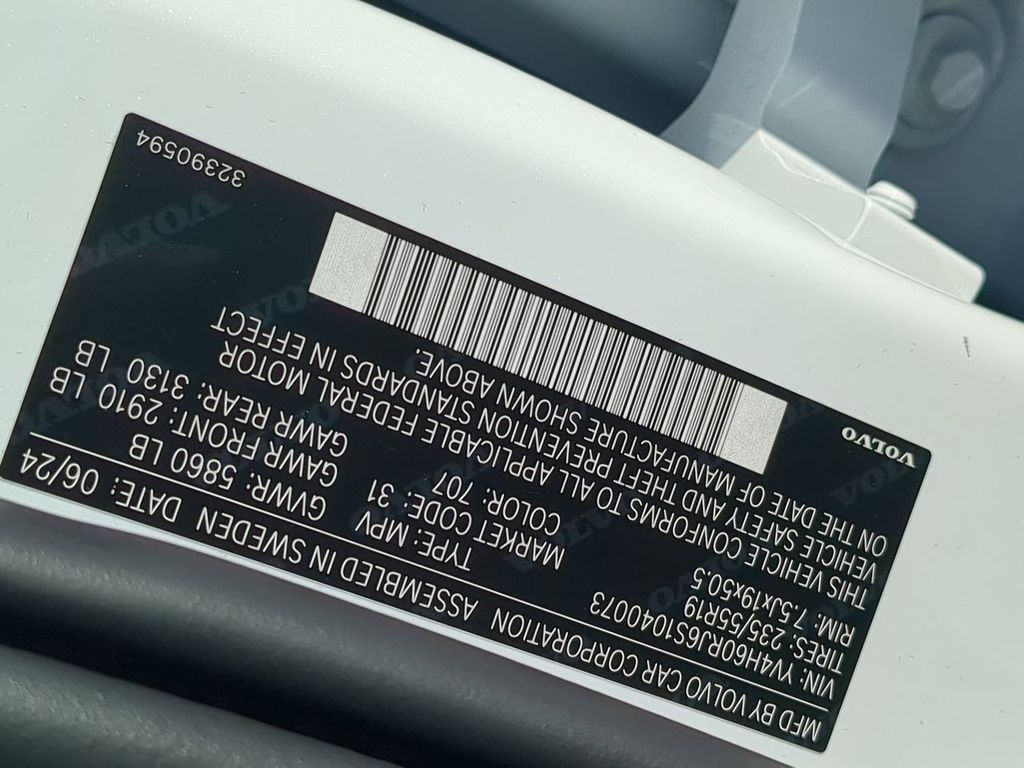 MFD BY VOLVO CAR CORPORATION ASSEMBLED IN SWEDEN DATE: 06/24
VIN: YV4H60RJ6S1040073 TYPE: MPV GVWR: 5860 LB
TIRES: 235/55R19 MARKET CODE: 31 GAWR FRONT: 2910 LB
RIM: 7.5Jx19x50.5 COLOR: 707 GAWR REAR: 3130 LB
THIS VEHICLE CONFORMS TO ALL APPLICABLE FEDERAL MOTOR
VEHICLE SAFETY AND THEFT PREVENTION STANDARDS IN EFFECT
ON THE DATE OF MANUFACTURE SHOWN ABOVE.
VOLVO
32390594